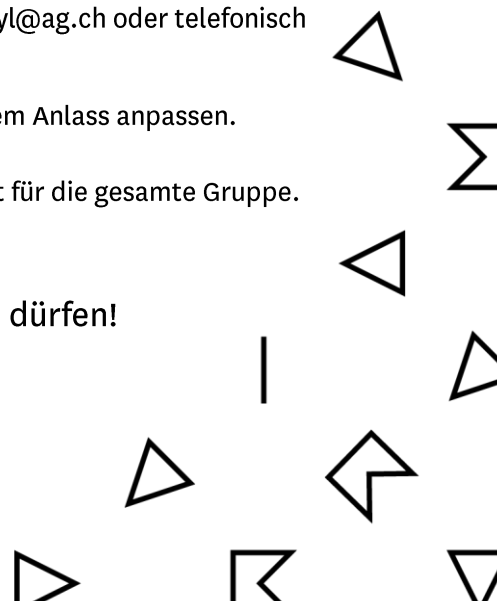 yl@ag.ch oder telefonisch
em Anlass anpassen.
für die gesamte Gruppe.
dürfen!